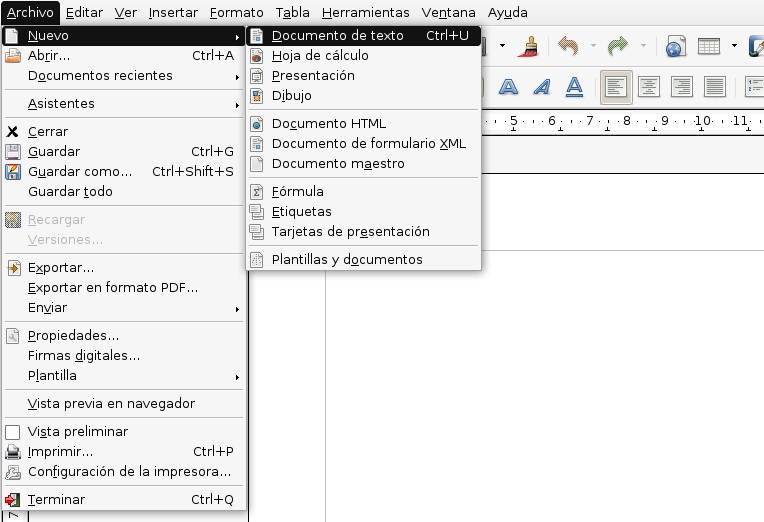 Archivo Editar Ver Insertar Formato Tabla Herramientas Ventana Ayuda
Nuevo
Abrir... Ctrl+A
Documentos recientes
Asistentes
Cerrar
Guardar Ctrl+G
Guardar como... Ctrl+Shift+S
Guardar todo
Recargar
Versiones...
Exportar...
Exportar en formato PDF...
Enviar
Propiedades...
Firmas digitales...
Plantilla
Vista previa en navegador
Vista preliminar
Imprimir... Ctrl+P
Configuración de la impresora...
Terminar Ctrl+Q
Documento de texto Ctrl+U
Hoja de cálculo
Presentación
Dibujo
Documento HTML
Documento de formulario XML
Documento maestro
Fórmula
Etiquetas
Tarjetas de presentación
Plantillas y documentos
A A A
5 6 7 8 9 10 11
7